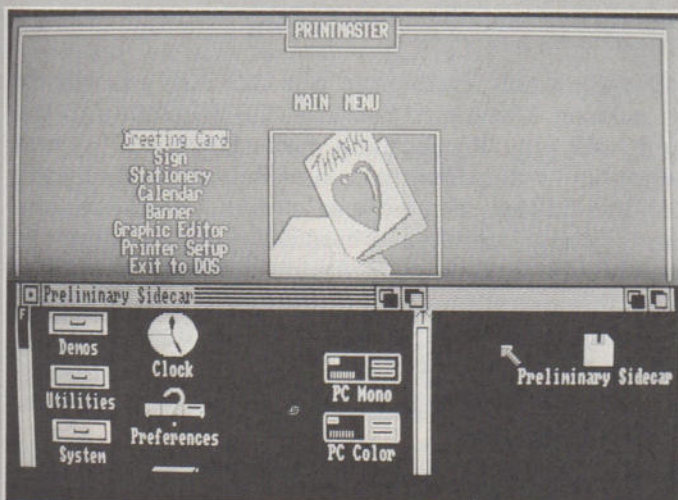 PRINTMASTER
MAIN MENU
Greeting Card
Sign
Stationery
Calendar
Banner
Graphic Editor
Printer Setup
Exit to DOS
THANKS
Preliminary Sidecar
Demos
Clock
Utilities
Preferences
System
PC Mono
PC Color
Preliminary Sidecar